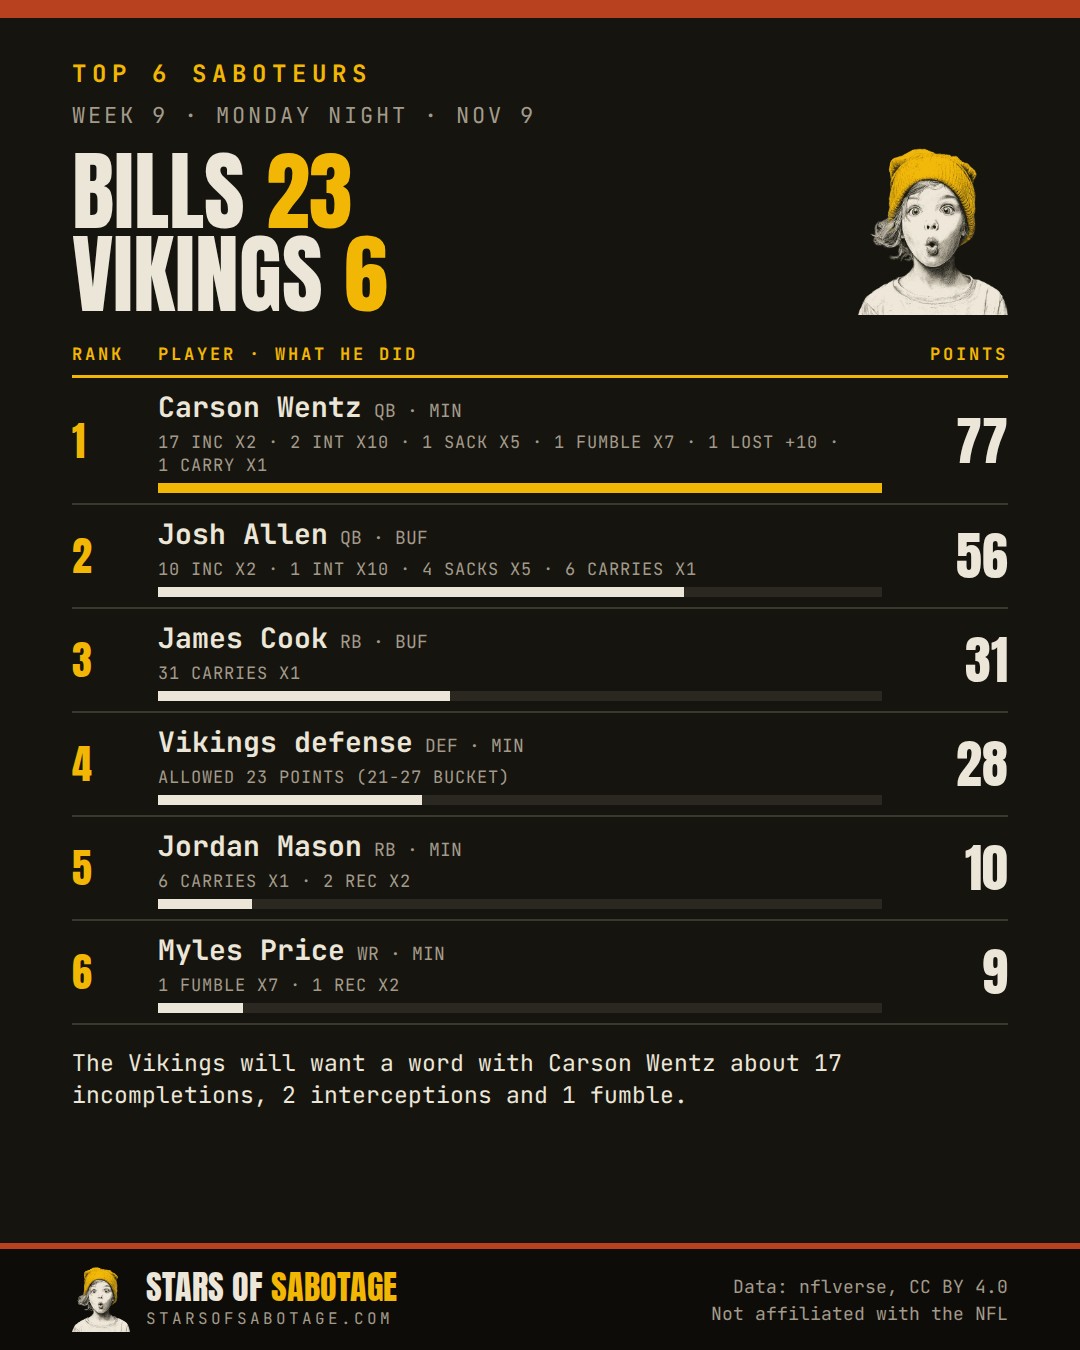 TOP 6 SABOTEURS
WEEK 9 · MONDAY NIGHT · NOV 9
BILLS 23
VIKINGS 6
RANK PLAYER · WHAT HE DID POINTS
1 Carson Wentz QB · MIN 77
17 INC X2 · 2 INT X10 · 1 SACK X5 · 1 FUMBLE X7 · 1 LOST +10 ·
1 CARRY X1
2 Josh Allen QB · BUF 56
10 INC X2 · 1 INT X10 · 4 SACKS X5 · 6 CARRIES X1
3 James Cook RB · BUF 31
31 CARRIES X1
4 Vikings defense DEF · MIN 28
ALLOWED 23 POINTS (21-27 BUCKET)
5 Jordan Mason RB · MIN 10
6 CARRIES X1 · 2 REC X2
6 Myles Price WR · MIN 9
1 FUMBLE X7 · 1 REC X2
The Vikings will want a word with Carson Wentz about 17
incompletions, 2 interceptions and 1 fumble.
STARS OF SABOTAGE
STARSOFSABOTAGE.COM
Data: nflverse, CC BY 4.0
Not affiliated with the NFL